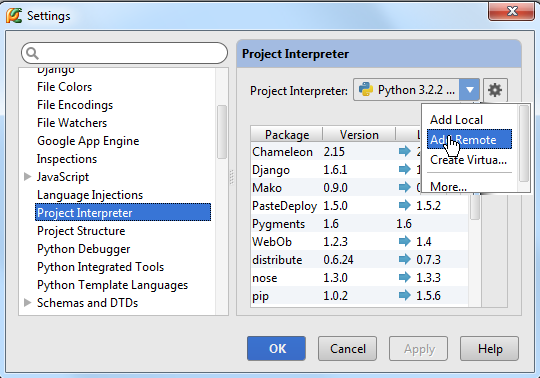 Settings
Django
File Colors
File Encodings
File Watchers
Google App Engine
Inspections
JavaScript
Language Injections
Project Interpreter
Project Structure
Python Debugger
Python Integrated Tools
Python Template Languages
Schemas and DTDs
Project Interpreter
Project Interpreter: Python 3.2.2 ...
Add Local
Add Remote
Create Virtua...
More...
Package Version L
Chameleon 2.15 2
Django 1.6.1
Mako 0.9.0
PasteDeploy 1.5.0 1.5.2
Pygments 1.6 1.6
WebOb 1.2.3 1.4
distribute 0.6.24 0.7.3
nose 1.3.0 1.3.3
pip 1.0.2 1.5.6
OK Cancel Apply Help